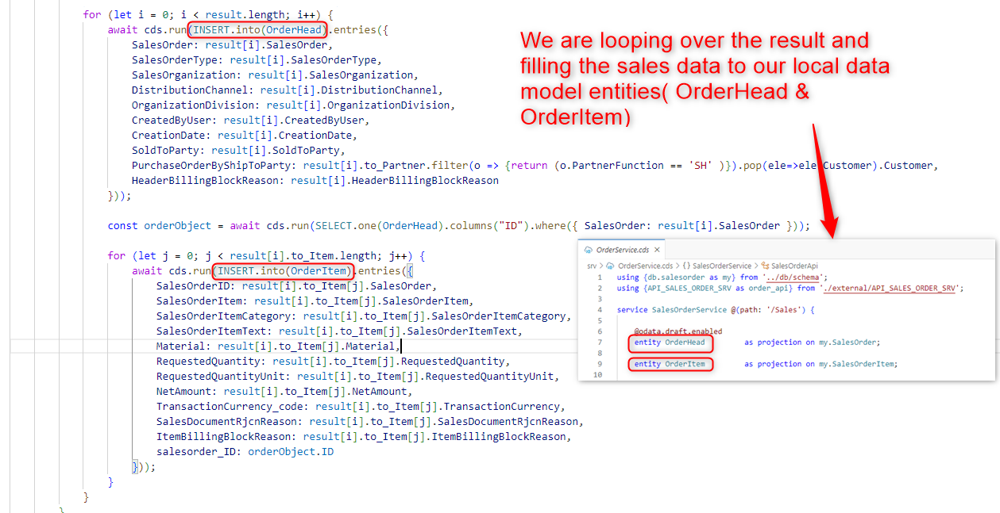 for (let i = 0; i < result.length; i++) {
await cds.run(INSERT.into(OrderHead).entries({
SalesOrder: result[i].SalesOrder,
SalesOrderType: result[i].SalesOrderType,
SalesOrganization: result[i].SalesOrganization,
DistributionChannel: result[i].DistributionChannel,
OrganizationDivision: result[i].OrganizationDivision,
CreatedByUser: result[i].CreatedByUser,
CreationDate: result[i].CreationDate,
SoldToParty: result[i].SoldToParty,
PurchaseOrderByShipToParty: result[i].to_Partner.filter(o => {return (o.PartnerFunction == 'SH' )}).pop(ele=>ele.Customer).Customer,
HeaderBillingBlockReason: result[i].HeaderBillingBlockReason
}));
const orderObject = await cds.run(SELECT.one(OrderHead).columns("ID").where({ SalesOrder: result[i].SalesOrder }));
for (let j = 0; j < result[i].to_Item.length; j++) {
await cds.run(INSERT.into(OrderItem).entries({
SalesOrderID: result[i].to_Item[j].SalesOrder,
SalesOrderItem: result[i].to_Item[j].SalesOrderItem,
SalesOrderItemCategory: result[i].to_Item[j].SalesOrderItemCategory,
SalesOrderItemText: result[i].to_Item[j].SalesOrderItemText,
Material: result[i].to_Item[j].Material,
RequestedQuantity: result[i].to_Item[j].RequestedQuantity,
RequestedQuantityUnit: result[i].to_Item[j].RequestedQuantityUnit,
NetAmount: result[i].to_Item[j].NetAmount,
TransactionCurrency_code: result[i].to_Item[j].TransactionCurrency,
SalesDocumentRjcnReason: result[i].to_Item[j].SalesDocumentRjcnReason,
ItemBillingBlockReason: result[i].to_Item[j].ItemBillingBlockReason,
salesorder_ID: orderObject.ID
}));
}
}
}
We are looping over the result and
filling the sales data to our local data
model entities( OrderHead &
OrderItem)
OrderService.cds ×
srv > OrderService.cds > {} SalesOrderService > SalesOrderApi
1 using {db.salesorder as my} from '../db/schema';
2 using {API_SALES_ORDER_SRV as order_api} from './external/API_SALES_ORDER_SRV';
3
4 service SalesOrderService @(path: '/Sales') {
5
6 @odata.draft.enabled
7 entity OrderHead as projection on my.SalesOrder;
8
9 entity OrderItem as projection on my.SalesOrderItem;
10